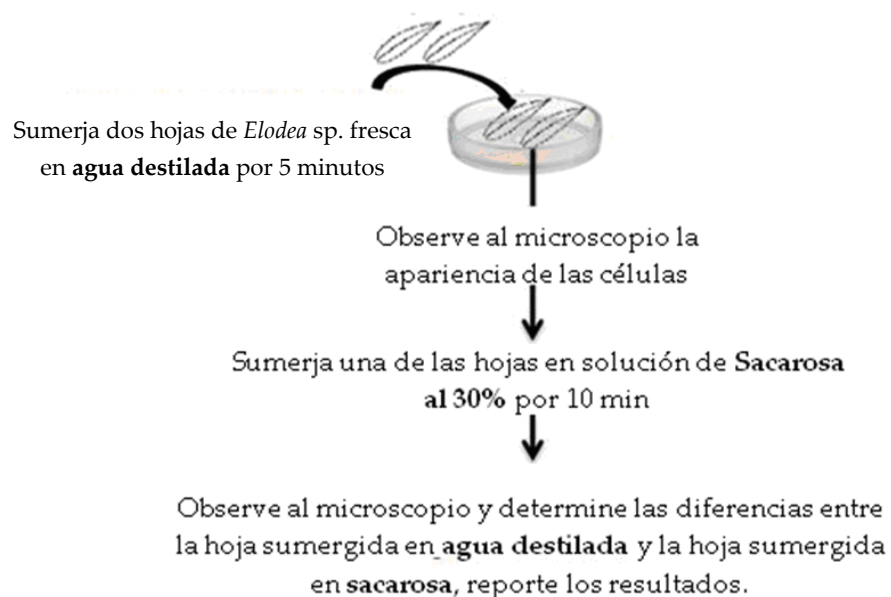 Sumerja dos hojas de Elodea sp. fresca
en agua destilada por 5 minutos
Observe al microscopio la
apariencia de las células
Sumerja una de las hojas en solución de Sacarosa
al 30% por 10 min
Observe al microscopio y determine las diferencias entre
la hoja sumergida en agua destilada y la hoja sumergida
en sacarosa, reporte los resultados.